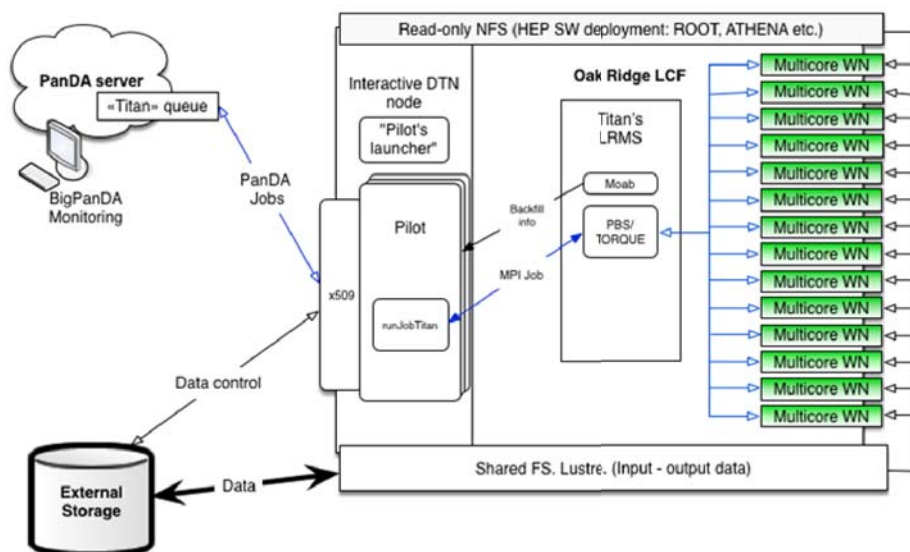 Read-only NFS (HEP SW deployment: ROOT, ATHENA etc.)
PanDA server
«Titan» queue
BigPanDA
Monitoring
PanDA
Jobs
Interactive DTN
node
"Pilot's
launcher"
Pilot
x509
runJobTitan
Backfill
info
MPI Job
Oak Ridge LCF
Titan's
LRMS
Moab
PBS/
TORQUE
Multicore WN
Multicore WN
Multicore WN
Multicore WN
Multicore WN
Multicore WN
Multicore WN
Multicore WN
Multicore WN
Multicore WN
Multicore WN
Multicore WN
Multicore WN
Multicore WN
Data control
External
Storage
Data
Shared FS. Lustre. (Input - output data)